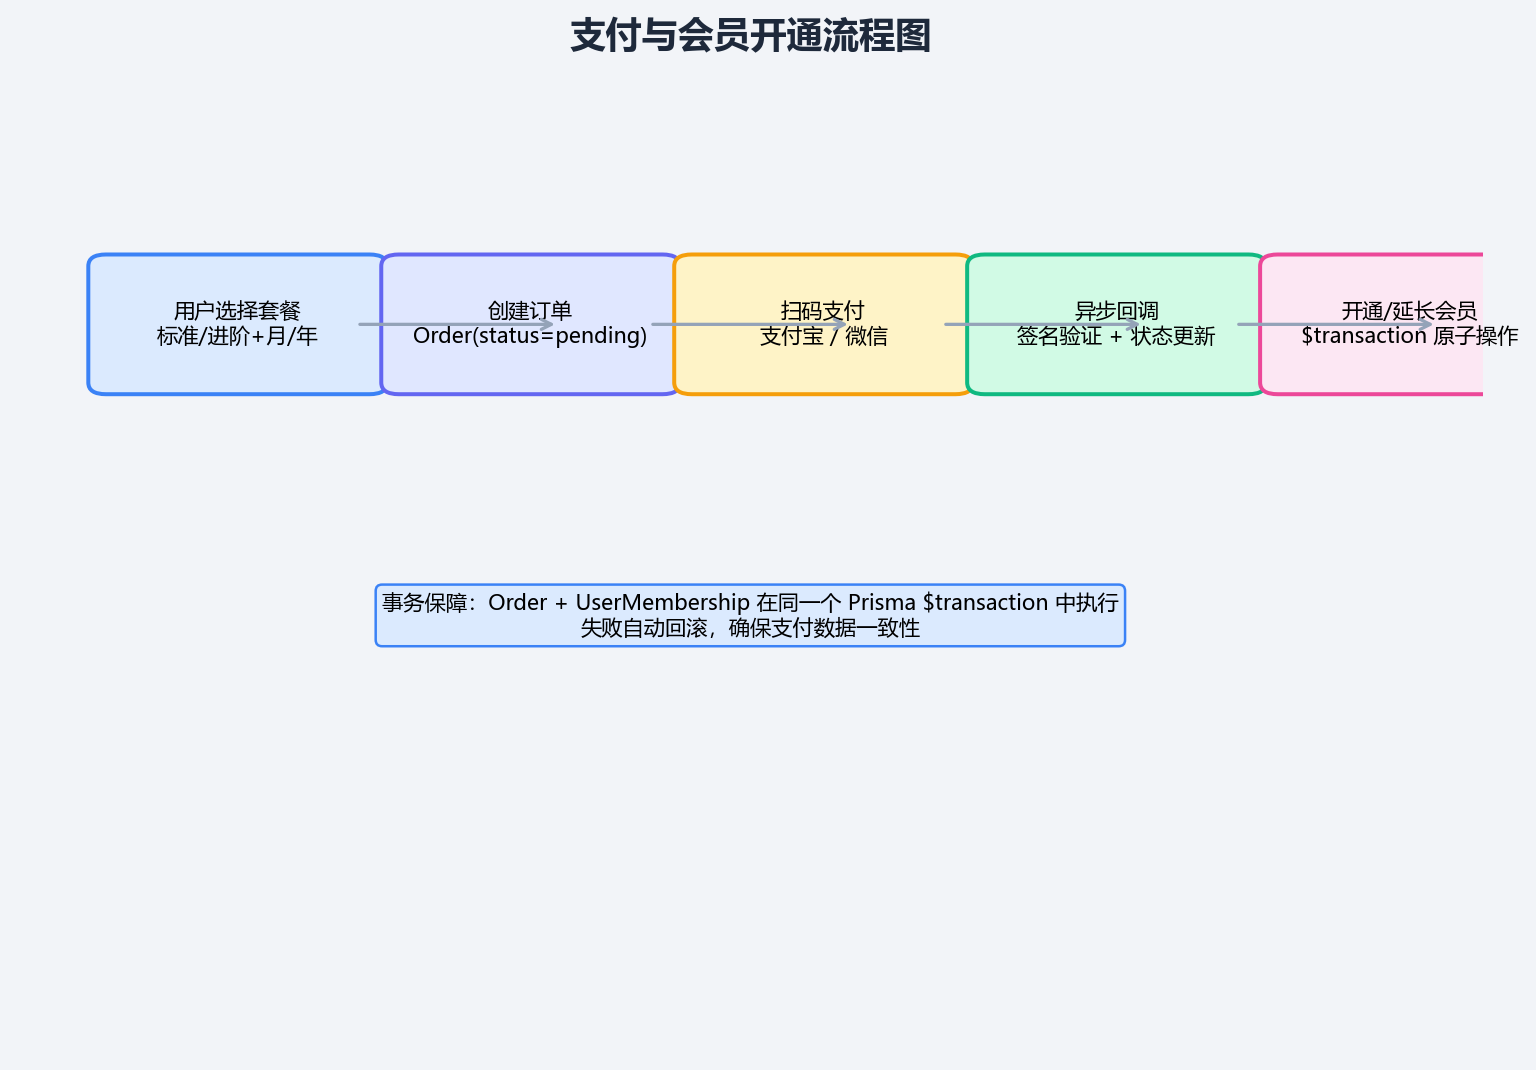 支付与会员开通流程图
用户选择套餐
标准/进阶+月/年
创建订单
Order(status=pending)
扫码支付
支付宝 / 微信
异步回调
签名验证 + 状态更新
开通/延长会员
$transaction 原子操作
事务保障：Order + UserMembership 在同一个 Prisma $transaction 中执行
失败自动回滚，确保支付数据一致性